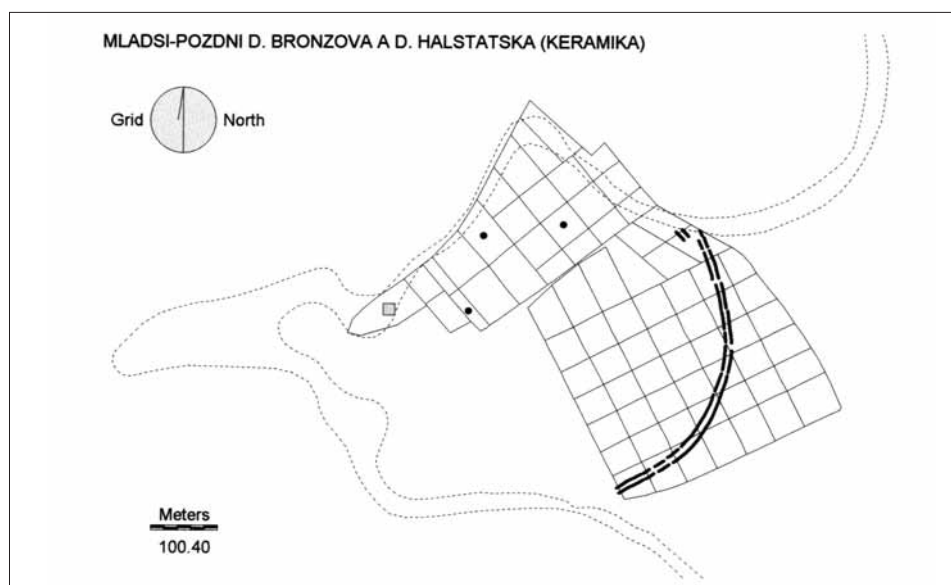 MLADSI-POZDNI D. BRONZOVA A D. HALSTATSKA (KERAMIKA)
Grid North
Meters
100.40